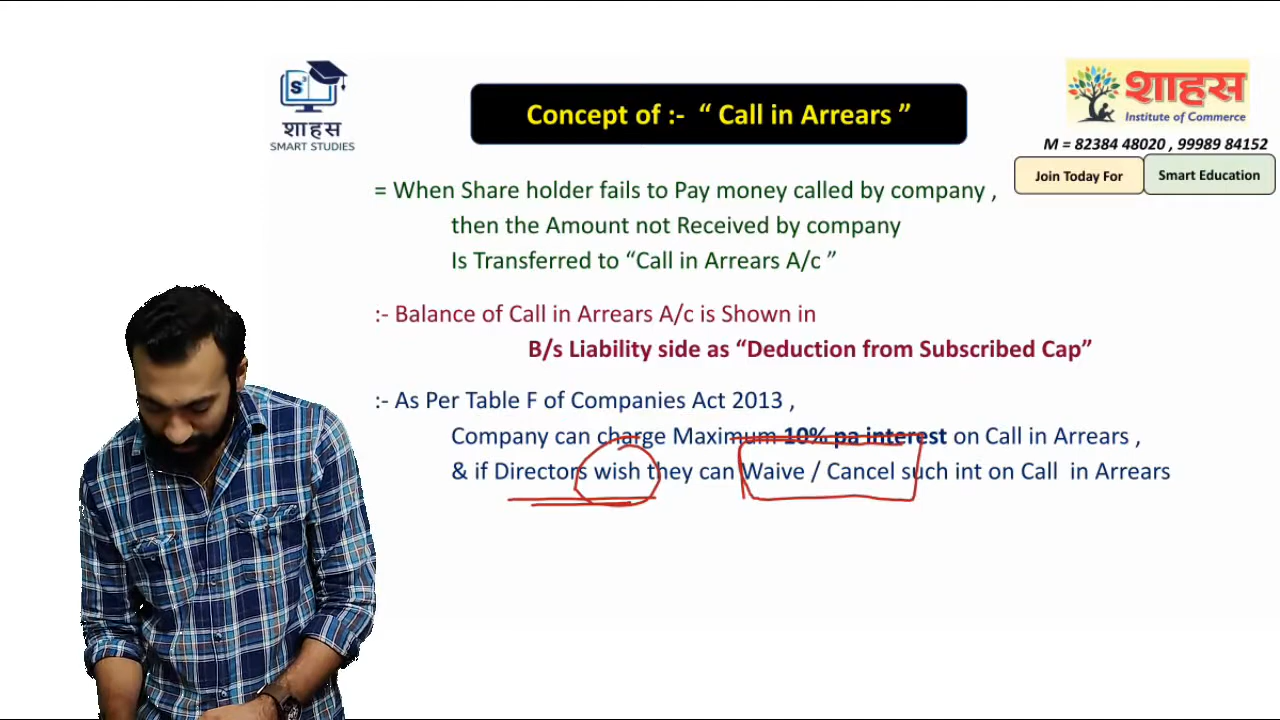 S³
शाहस
SMART STUDIES
Concept of :- “ Call in Arrears ”
शाहस
Institute of Commerce
M = 82384 48020 , 99989 84152
Join Today For
Smart Education
= When Share holder fails to Pay money called by company ,
then the Amount not Received by company
Is Transferred to “Call in Arrears A/c ”
:- Balance of Call in Arrears A/c is Shown in
B/s Liability side as “Deduction from Subscribed Cap”
:- As Per Table F of Companies Act 2013 ,
Company can charge Maximum 10% pa interest on Call in Arrears ,
& if Directors wish they can Waive / Cancel such int on Call in Arrears